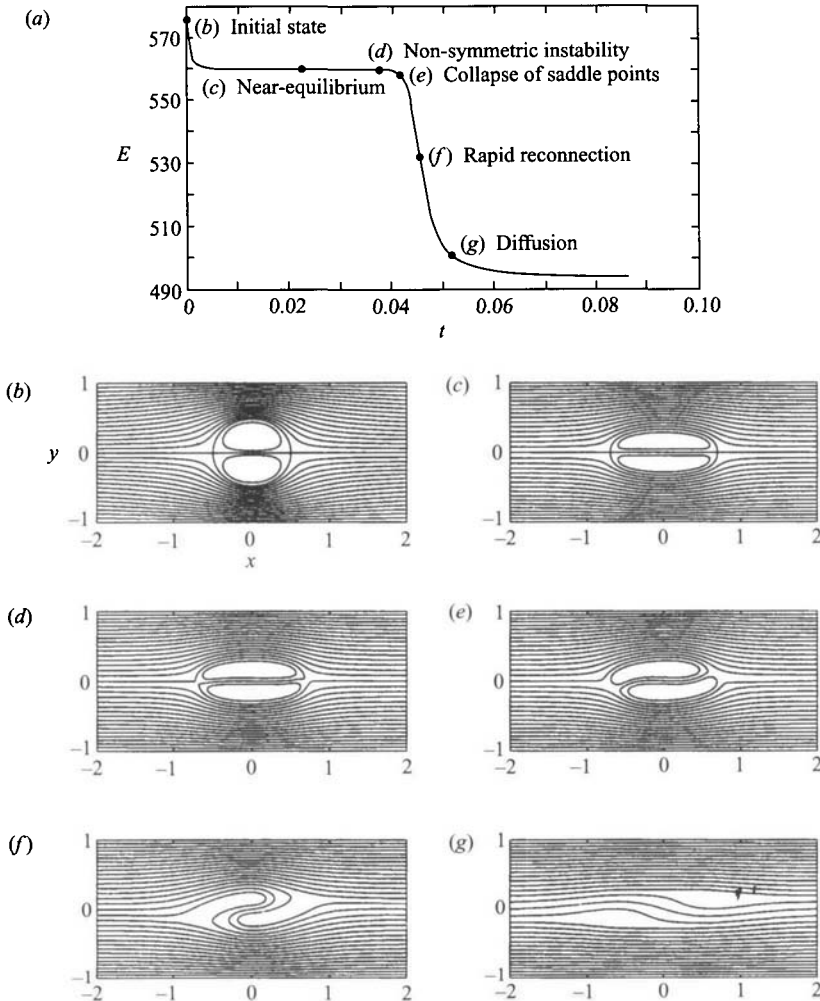 (a)
570
550
E
530
510
490
(b) Initial state
(c) Near-equilibrium
(d) Non-symmetric instability
(e) Collapse of saddle points
(f) Rapid reconnection
(g) Diffusion
0 0.02 0.04 0.06 0.08 0.10
t
(b)
1
y 0
−1
−2 −1 0 1 2
x
(c)
1
0
−1
−2 −1 0 1 2
(d)
1
0
−1
−2 −1 0 1 2
(e)
1
0
−1
−2 −1 0 1 2
(f)
1
0
−1
−2 −1 0 1 2
(g)
1
0
−1
−2 −1 0 1 2